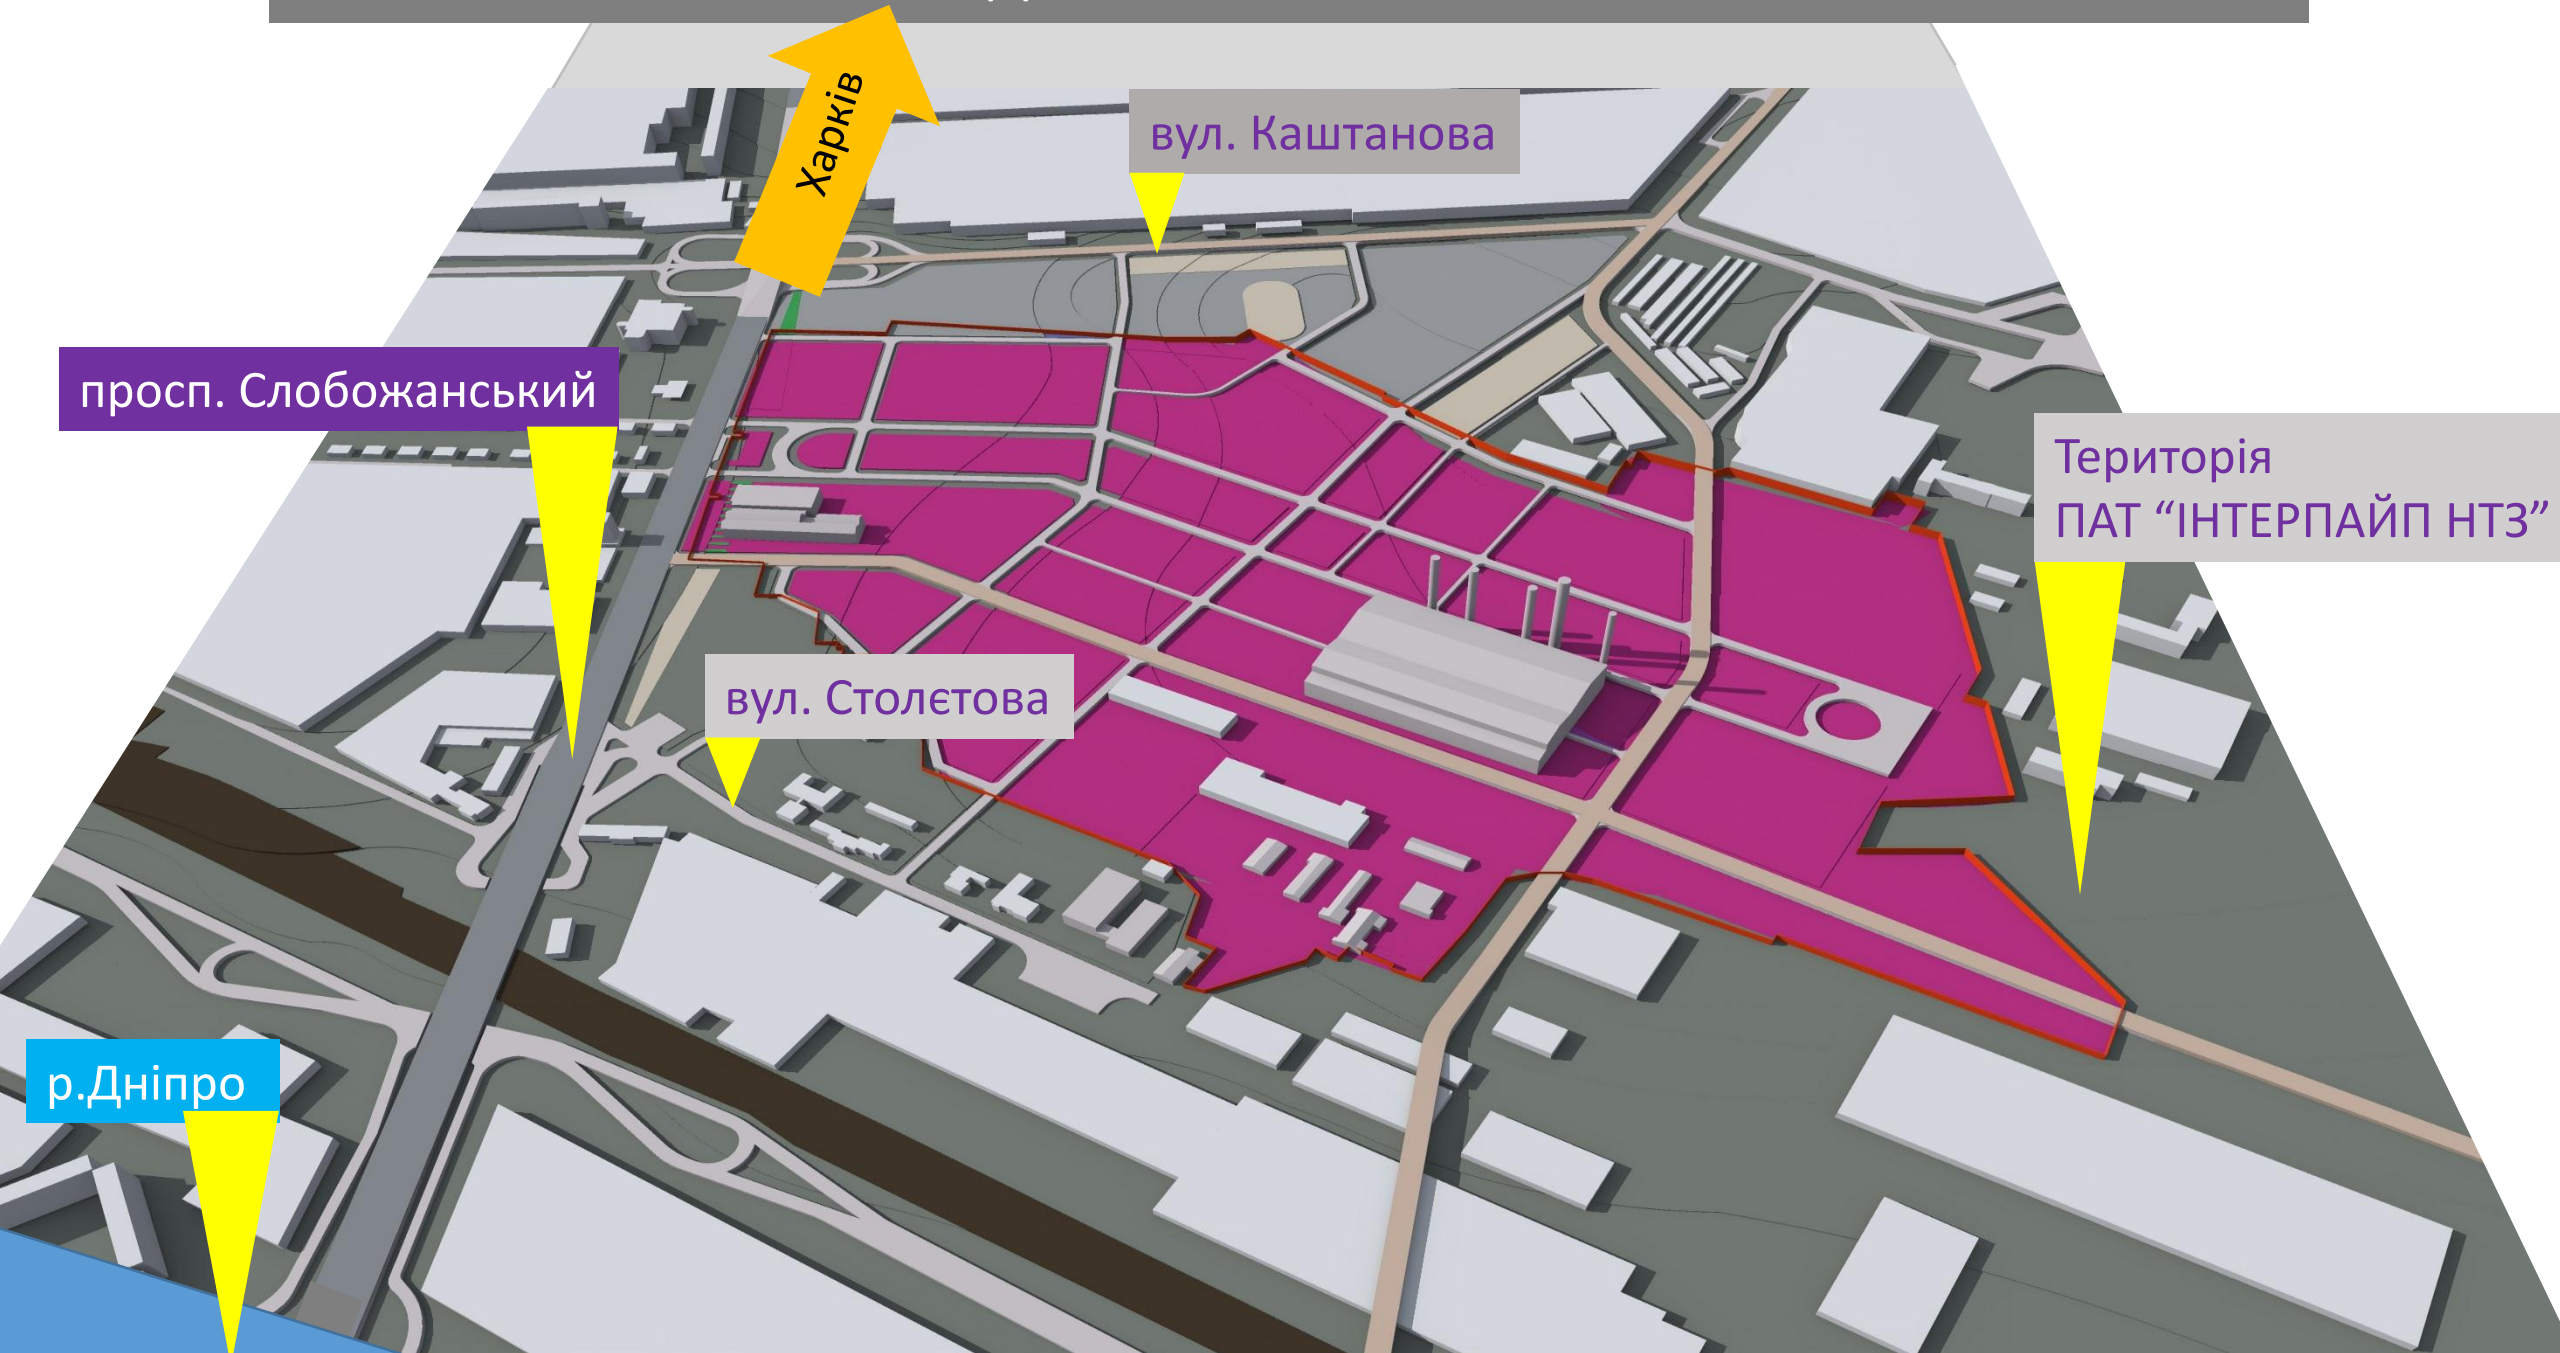 Харків
вул. Каштанова
просп. Слобожанський
Територія
ПАТ “ІНТЕРПАЙП НТЗ”
вул. Столєтова
р.Дніпро